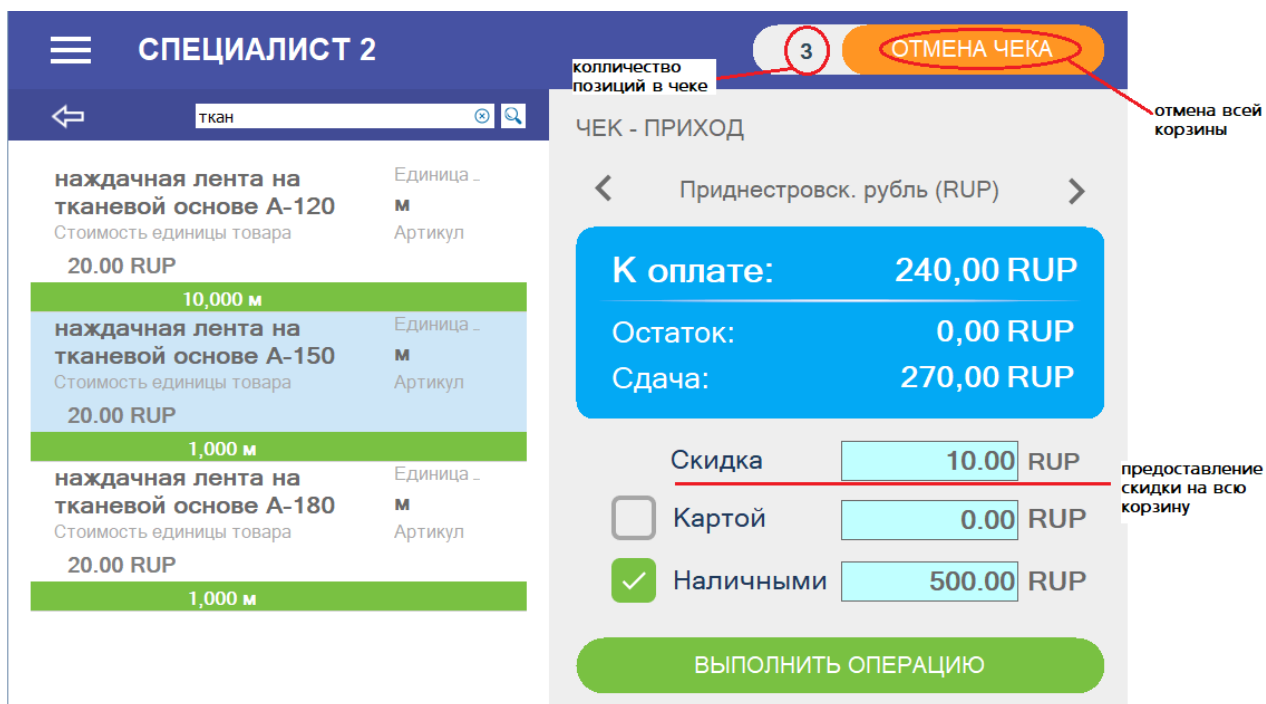 СПЕЦИАЛИСТ 2
3
ОТМЕНА ЧЕКА
колличество
позиций в чеке
отмена всей
корзины
ткан
ЧЕК - ПРИХОД
наждачная лента на
тканевой основе А-120
Единица _
м
Стоимость единицы товара
Артикул
20.00 RUP
10,000 м
наждачная лента на
тканевой основе А-150
Единица _
м
Стоимость единицы товара
Артикул
20.00 RUP
1,000 м
наждачная лента на
тканевой основе А-180
Единица _
м
Стоимость единицы товара
Артикул
20.00 RUP
1,000 м
Приднестровск. рубль (RUP)
К оплате: 240,00 RUP
Остаток: 0,00 RUP
Сдача: 270,00 RUP
Скидка 10.00 RUP
предоставление
скидки на всю
корзину
Картой 0.00 RUP
Наличными 500.00 RUP
ВЫПОЛНИТЬ ОПЕРАЦИЮ